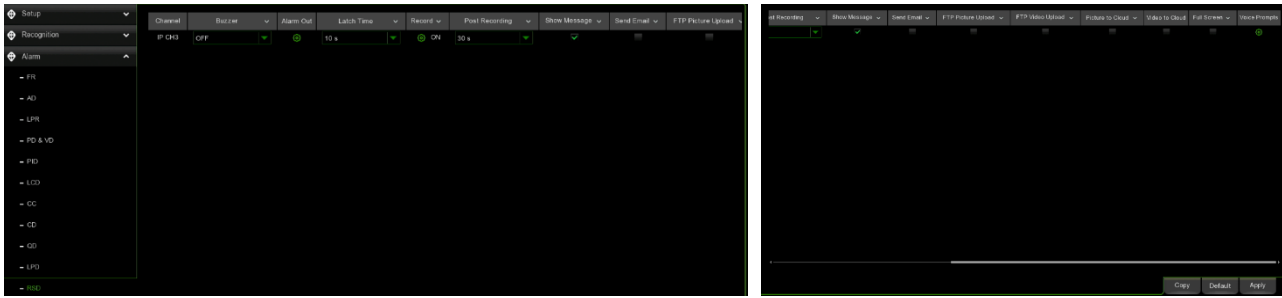 Setup
Recognition
Alarm
FR
AD
LPR
PD & VD
PID
LCD
CC
CD
QD
LPD
RSD
Channel Buzzer Alarm Out Latch Time Record Post Recording Show Message Send Email FTP Picture Upload
IP CH3 OFF 10 s ON 30 s
Recording Show Message Send Email FTP Picture Upload FTP Video Upload Picture to Cloud Video to Cloud Full Screen Voice Prompts
Copy Default Apply